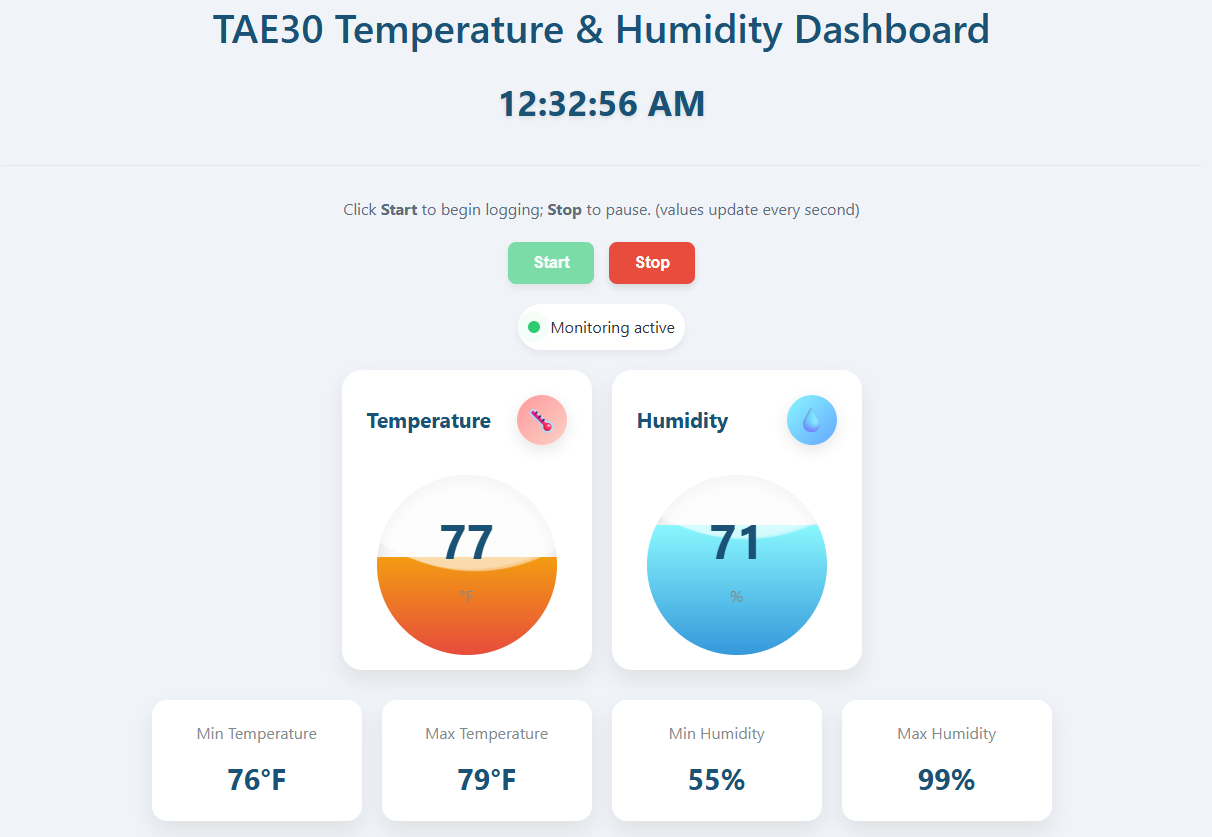 TAE30 Temperature & Humidity Dashboard
12:32:56 AM
Click Start to begin logging; Stop to pause. (values update every second)
Start Stop
Monitoring active
Temperature
77
°F
Humidity
71
%
Min Temperature
76°F
Max Temperature
79°F
Min Humidity
55%
Max Humidity
99%